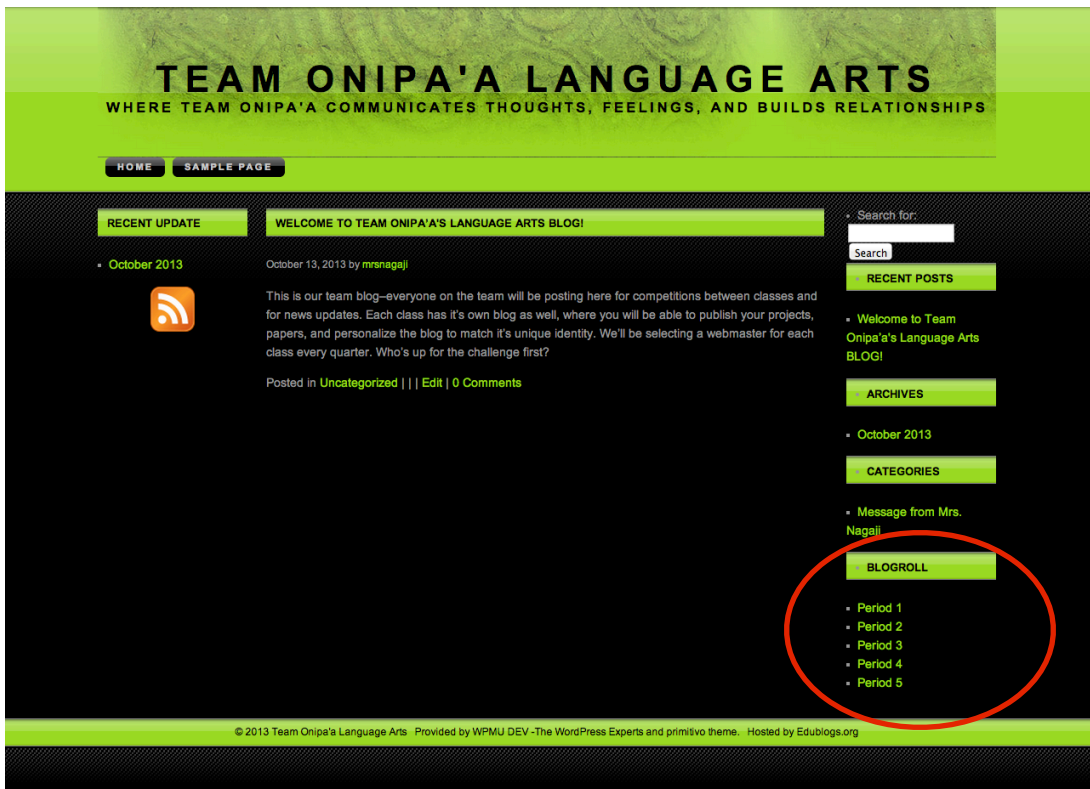 TEAM ONIPA'A LANGUAGE ARTS
WHERE TEAM ONIPA'A COMMUNICATES THOUGHTS, FEELINGS, AND BUILDS RELATIONSHIPS
HOME
SAMPLE PAGE
RECENT UPDATE
October 2013
WELCOME TO TEAM ONIPA'A'S LANGUAGE ARTS BLOG!
October 13, 2013 by mrsnagaji
This is our team blog–everyone on the team will be posting here for competitions between classes and
for news updates. Each class has it's own blog as well, where you will be able to publish your projects,
papers, and personalize the blog to match it's unique identity. We'll be selecting a webmaster for each
class every quarter. Who's up for the challenge first?
Posted in Uncategorized | | | Edit | 0 Comments
Search for:
Search
RECENT POSTS
Welcome to Team
Onipa'a's Language Arts
BLOG!
ARCHIVES
October 2013
CATEGORIES
Message from Mrs.
Nagaji
BLOGROLL
Period 1
Period 2
Period 3
Period 4
Period 5
© 2013 Team Onipa'a Language Arts Provided by WPMU DEV -The WordPress Experts and primitivo theme. Hosted by Edublogs.org